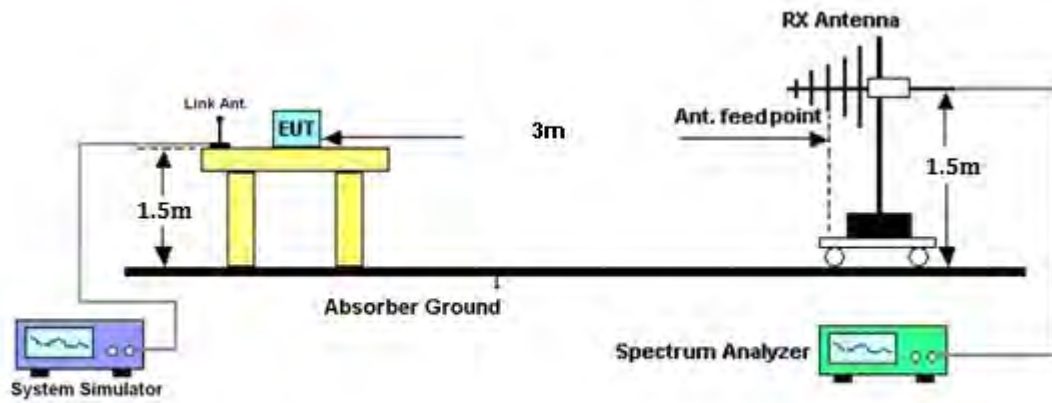 RX Antenna
Link Ant.
EUT
3m
Ant. feedpoint
1.5m
1.5m
Absorber Ground
Spectrum Analyzer
System Simulator